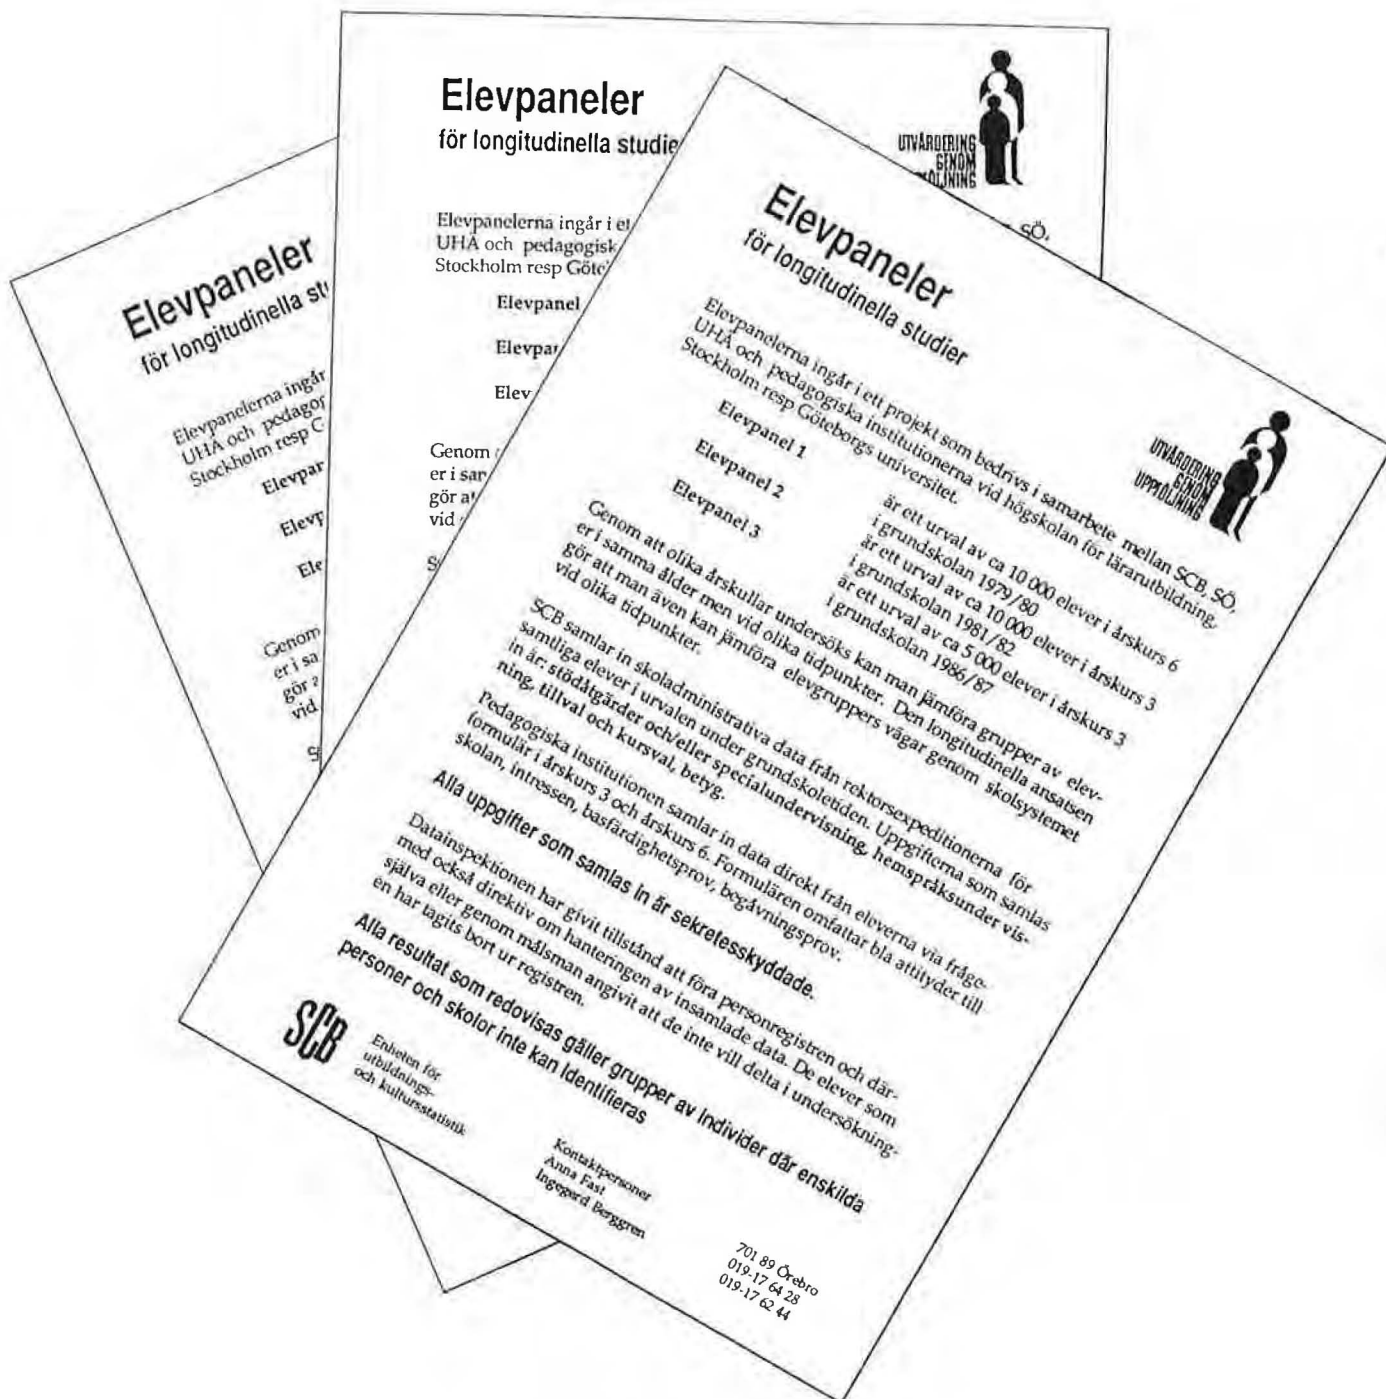 Elevpaneler
för longitudinella st
Elevpanelerna ingår
UHÄ och pedagog
Stockholm resp G
Elevpan
Elevp
Ele
Genom
er i sa
gör a
vid
S
Elevpaneler
för longitudinella studie
UTVÄRDERING
GENOM
PFÖLJNING
Elevpanelerna ingår i et
SÖ,
UHÄ och pedagogisk
Stockholm resp Göte
Elevpanel
Elevpan
Elev
Genom
er i sam
gör at
vid
S
Elevpaneler
för longitudinella studier
UTVÄRDERING
GENOM
UPPFÖLJNING
Elevpanelerna ingår i ett projekt som bedrivs i samarbete mellan SCB, SÖ,
UHÄ och pedagogiska institutionerna vid högskolan för lärarutbildning,
Stockholm resp Göteborgs universitet.
Elevpanel 1 är ett urval av ca 10 000 elever i årskurs 6
i grundskolan 1979/80
Elevpanel 2 är ett urval av ca 10 000 elever i årskurs 3
i grundskolan 1981/82
Elevpanel 3 är ett urval av ca 5 000 elever i årskurs 3
i grundskolan 1986/87
Genom att olika årskullar undersöks kan man jämföra grupper av elev-
er i samma ålder men vid olika tidpunkter. Den longitudinella ansatsen
gör att man även kan jämföra elevgruppers vägar genom skolsystemet
vid olika tidpunkter.
SCB samlar in skoladministrativa data från rektorsexpeditionerna för
samtliga elever i urvalen under grundskoletiden. Uppgifterna som samlas
in är: stödåtgärder och/eller specialundervisning, hemspråksunder vis-
ning, tillval och kursval, betyg.
Pedagogiska institutionen samlar in data direkt från eleverna via fråge-
formulär i årskurs 3 och årskurs 6. Formulären omfattar bla attityder till
skolan, intressen, basfärdighetsprov, begåvningsprov.
Alla uppgifter som samlas in är sekretesskyddade.
Datainspektionen har givit tillstånd att föra personregistren och där-
med också direktiv om hanteringen av insamlade data. De elever som
själva eller genom målsman angivit att de inte vill delta i undersökning-
en har tagits bort ur registren.
Alla resultat som redovisas gäller grupper av individer där enskilda
personer och skolor inte kan identifieras
SCB
Enheten för
utbildnings-
och kultursstatistik
Kontaktpersoner
Anna Fast
Ingegerd Berggren
701 89 Örebro
019-17 64 28
019-17 62 44